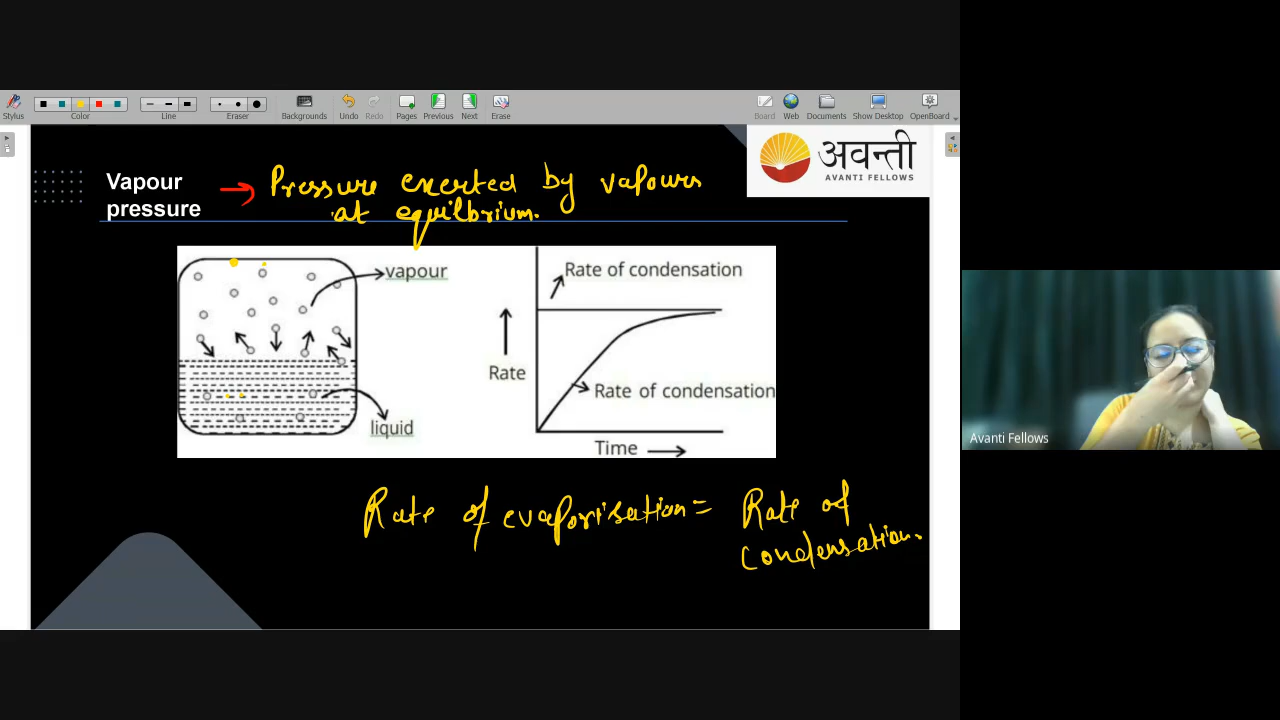 Stylus
Color
Line
Eraser
Backgrounds
Undo
Redo
Pages
Previous
Next
Erase
Board
Web
Documents
Show Desktop
OpenBoard
अवन्ती
AVANTI FELLOWS
Vapour
pressure
→ Pressure exerted by vapours
at equilbrium.
vapour
liquid
Rate of condensation
Rate
Rate of condensation
Time
Rate of evaporisation = Rate of
condensation.
Avanti Fellows